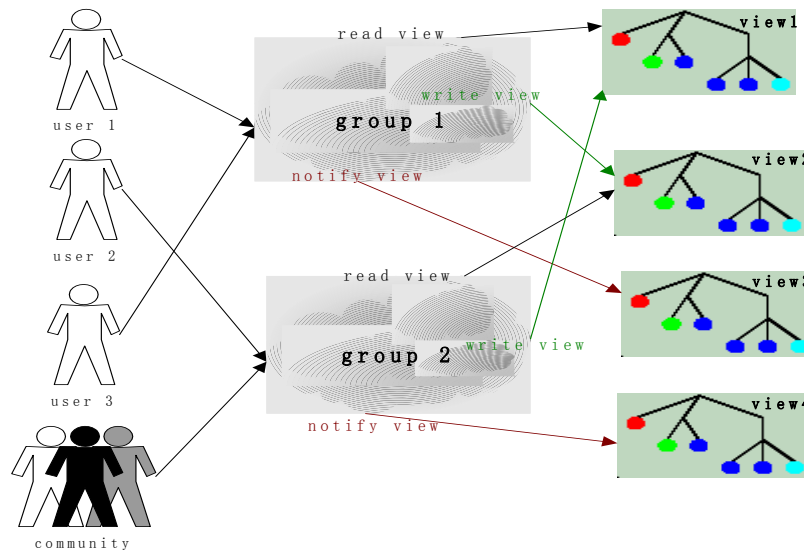 read view
view1
write view
group 1
user 1
view2
notify view
user 2
read view
view3
write view
group 2
user 3
view4
notify view
community